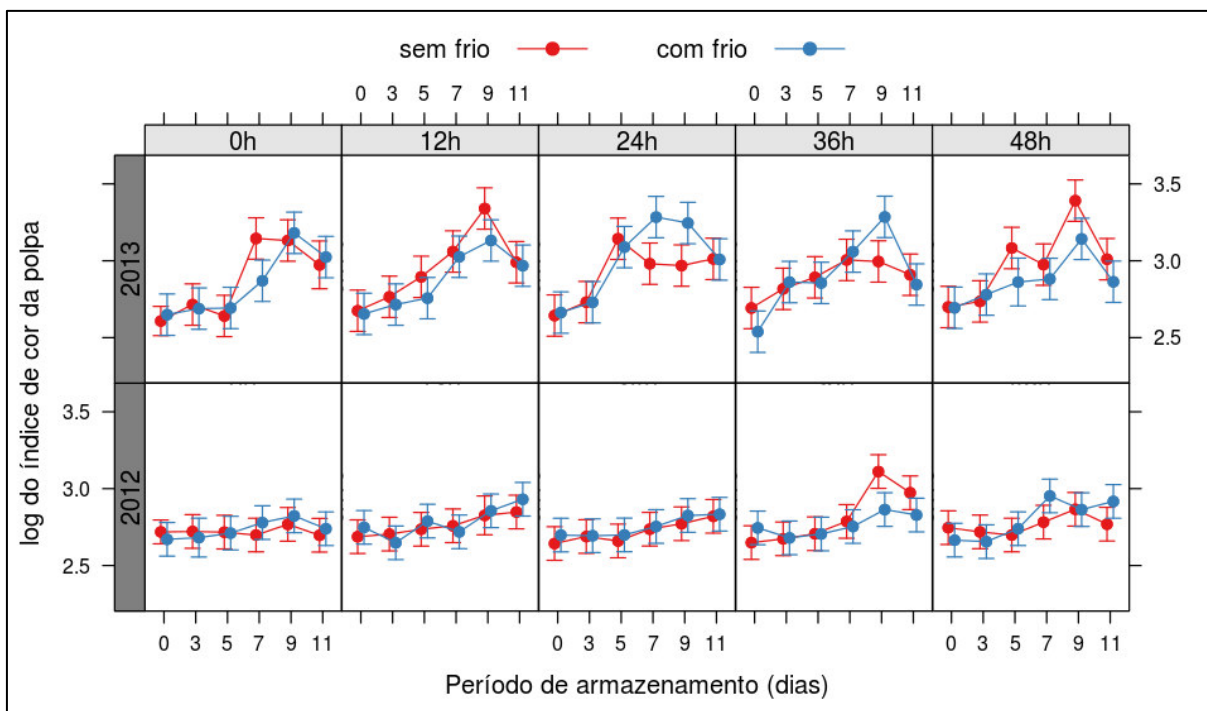 sem frio com frio
0 3 5 7 9 11 0 3 5 7 9 11
0h 12h 24h 36h 48h
log do índice de cor da polpa
2013
3.5
3.0
2.5
2012
3.5
3.0
2.5
0 3 5 7 9 11 0 3 5 7 9 11 0 3 5 7 9 11
Período de armazenamento (dias)